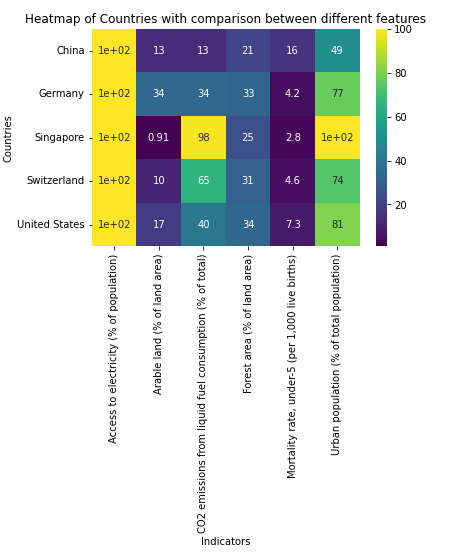 Heatmap of Countries with comparison between different features
Countries
China 1e+02 13 13 21 16 49
Germany 1e+02 34 34 33 4.2 77
Singapore 1e+02 0.91 98 25 2.8 1e+02
Switzerland 1e+02 10 65 31 4.6 74
United States 1e+02 17 40 34 7.3 81
100
80
60
40
20
Access to electricity (% of population)
Arable land (% of land area)
CO2 emissions from liquid fuel consumption (% of total)
Forest area (% of land area)
Mortality rate, under-5 (per 1,000 live births)
Urban population (% of total population)
Indicators